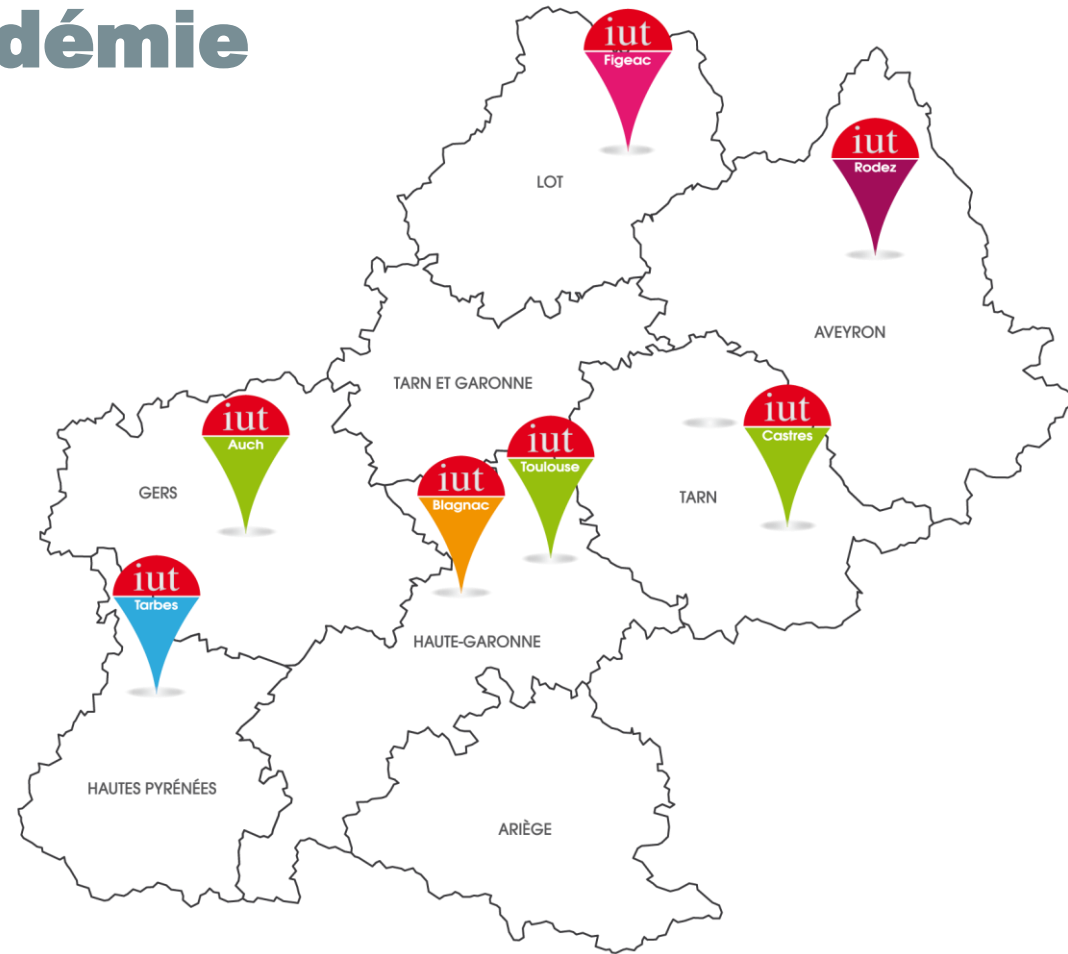 démie
iut
Figeac
iut
Rodez
LOT
AVEYRON
TARN ET GARONNE
iut
Auch
iut
Castres
iut
Toulouse
iut
Blagnac
GERS
TARN
iut
Tarbes
HAUTE-GARONNE
HAUTES PYRÉNÉES
ARIÈGE